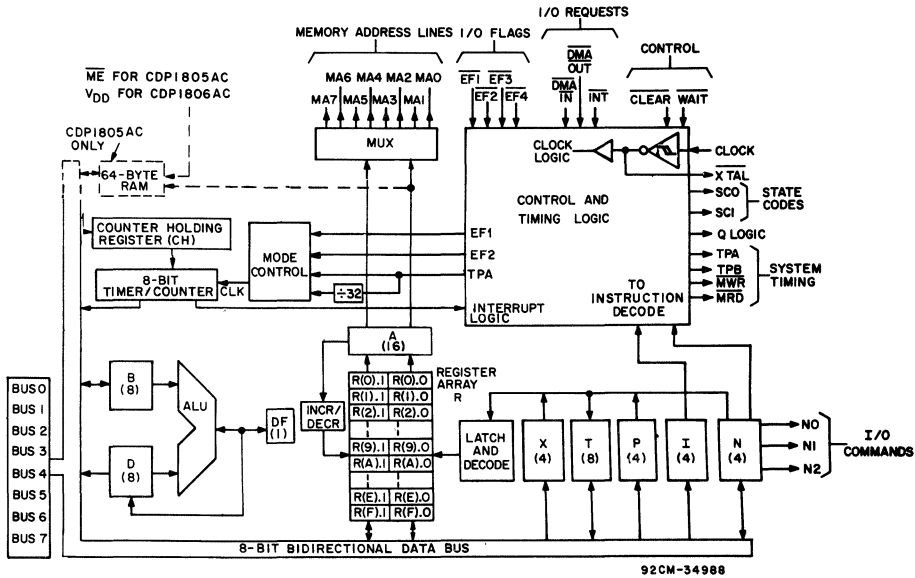 I/O REQUESTS
MEMORY ADDRESS LINES I/O FLAGS
CONTROL
DMA
OUT
MA6 MA4 MA2 MA0
EF1 EF3
DMA
IN
INT
CLEAR WAIT
MA7 MA5 MA3 MA1
EF2 EF4
ME FOR CDP1805AC
VDD FOR CDP1806AC
CDP1805AC
ONLY
64-BYTE
RAM
MUX
CLOCK
LOGIC
CLOCK
XTAL
SCO
SCI
STATE
CODES
CONTROL AND
TIMING LOGIC
Q LOGIC
TPA
TPB
MWR
MRD
SYSTEM
TIMING
COUNTER HOLDING
REGISTER (CH)
MODE
CONTROL
EF1
EF2
TPA
8-BIT
TIMER/COUNTER
CLK
÷32
INTERRUPT
LOGIC
TO
INSTRUCTION
DECODE
A
(16)
REGISTER
ARRAY
R
R(0).1 R(0).0
R(1).1 R(1).0
R(2).1 R(2).0
R(9).1 R(9).0
R(A).1 R(A).0
R(E).1 R(E).0
R(F).1 R(F).0
INCR/
DECR
B
(8)
ALU
DF
(1)
D
(8)
LATCH
AND
DECODE
X
(4)
T
(8)
P
(4)
I
(4)
N
(4)
NO
N1
N2
I/O
COMMANDS
BUS 0
BUS 1
BUS 2
BUS 3
BUS 4
BUS 5
BUS 6
BUS 7
8-BIT BIDIRECTIONAL DATA BUS
92CM-34988